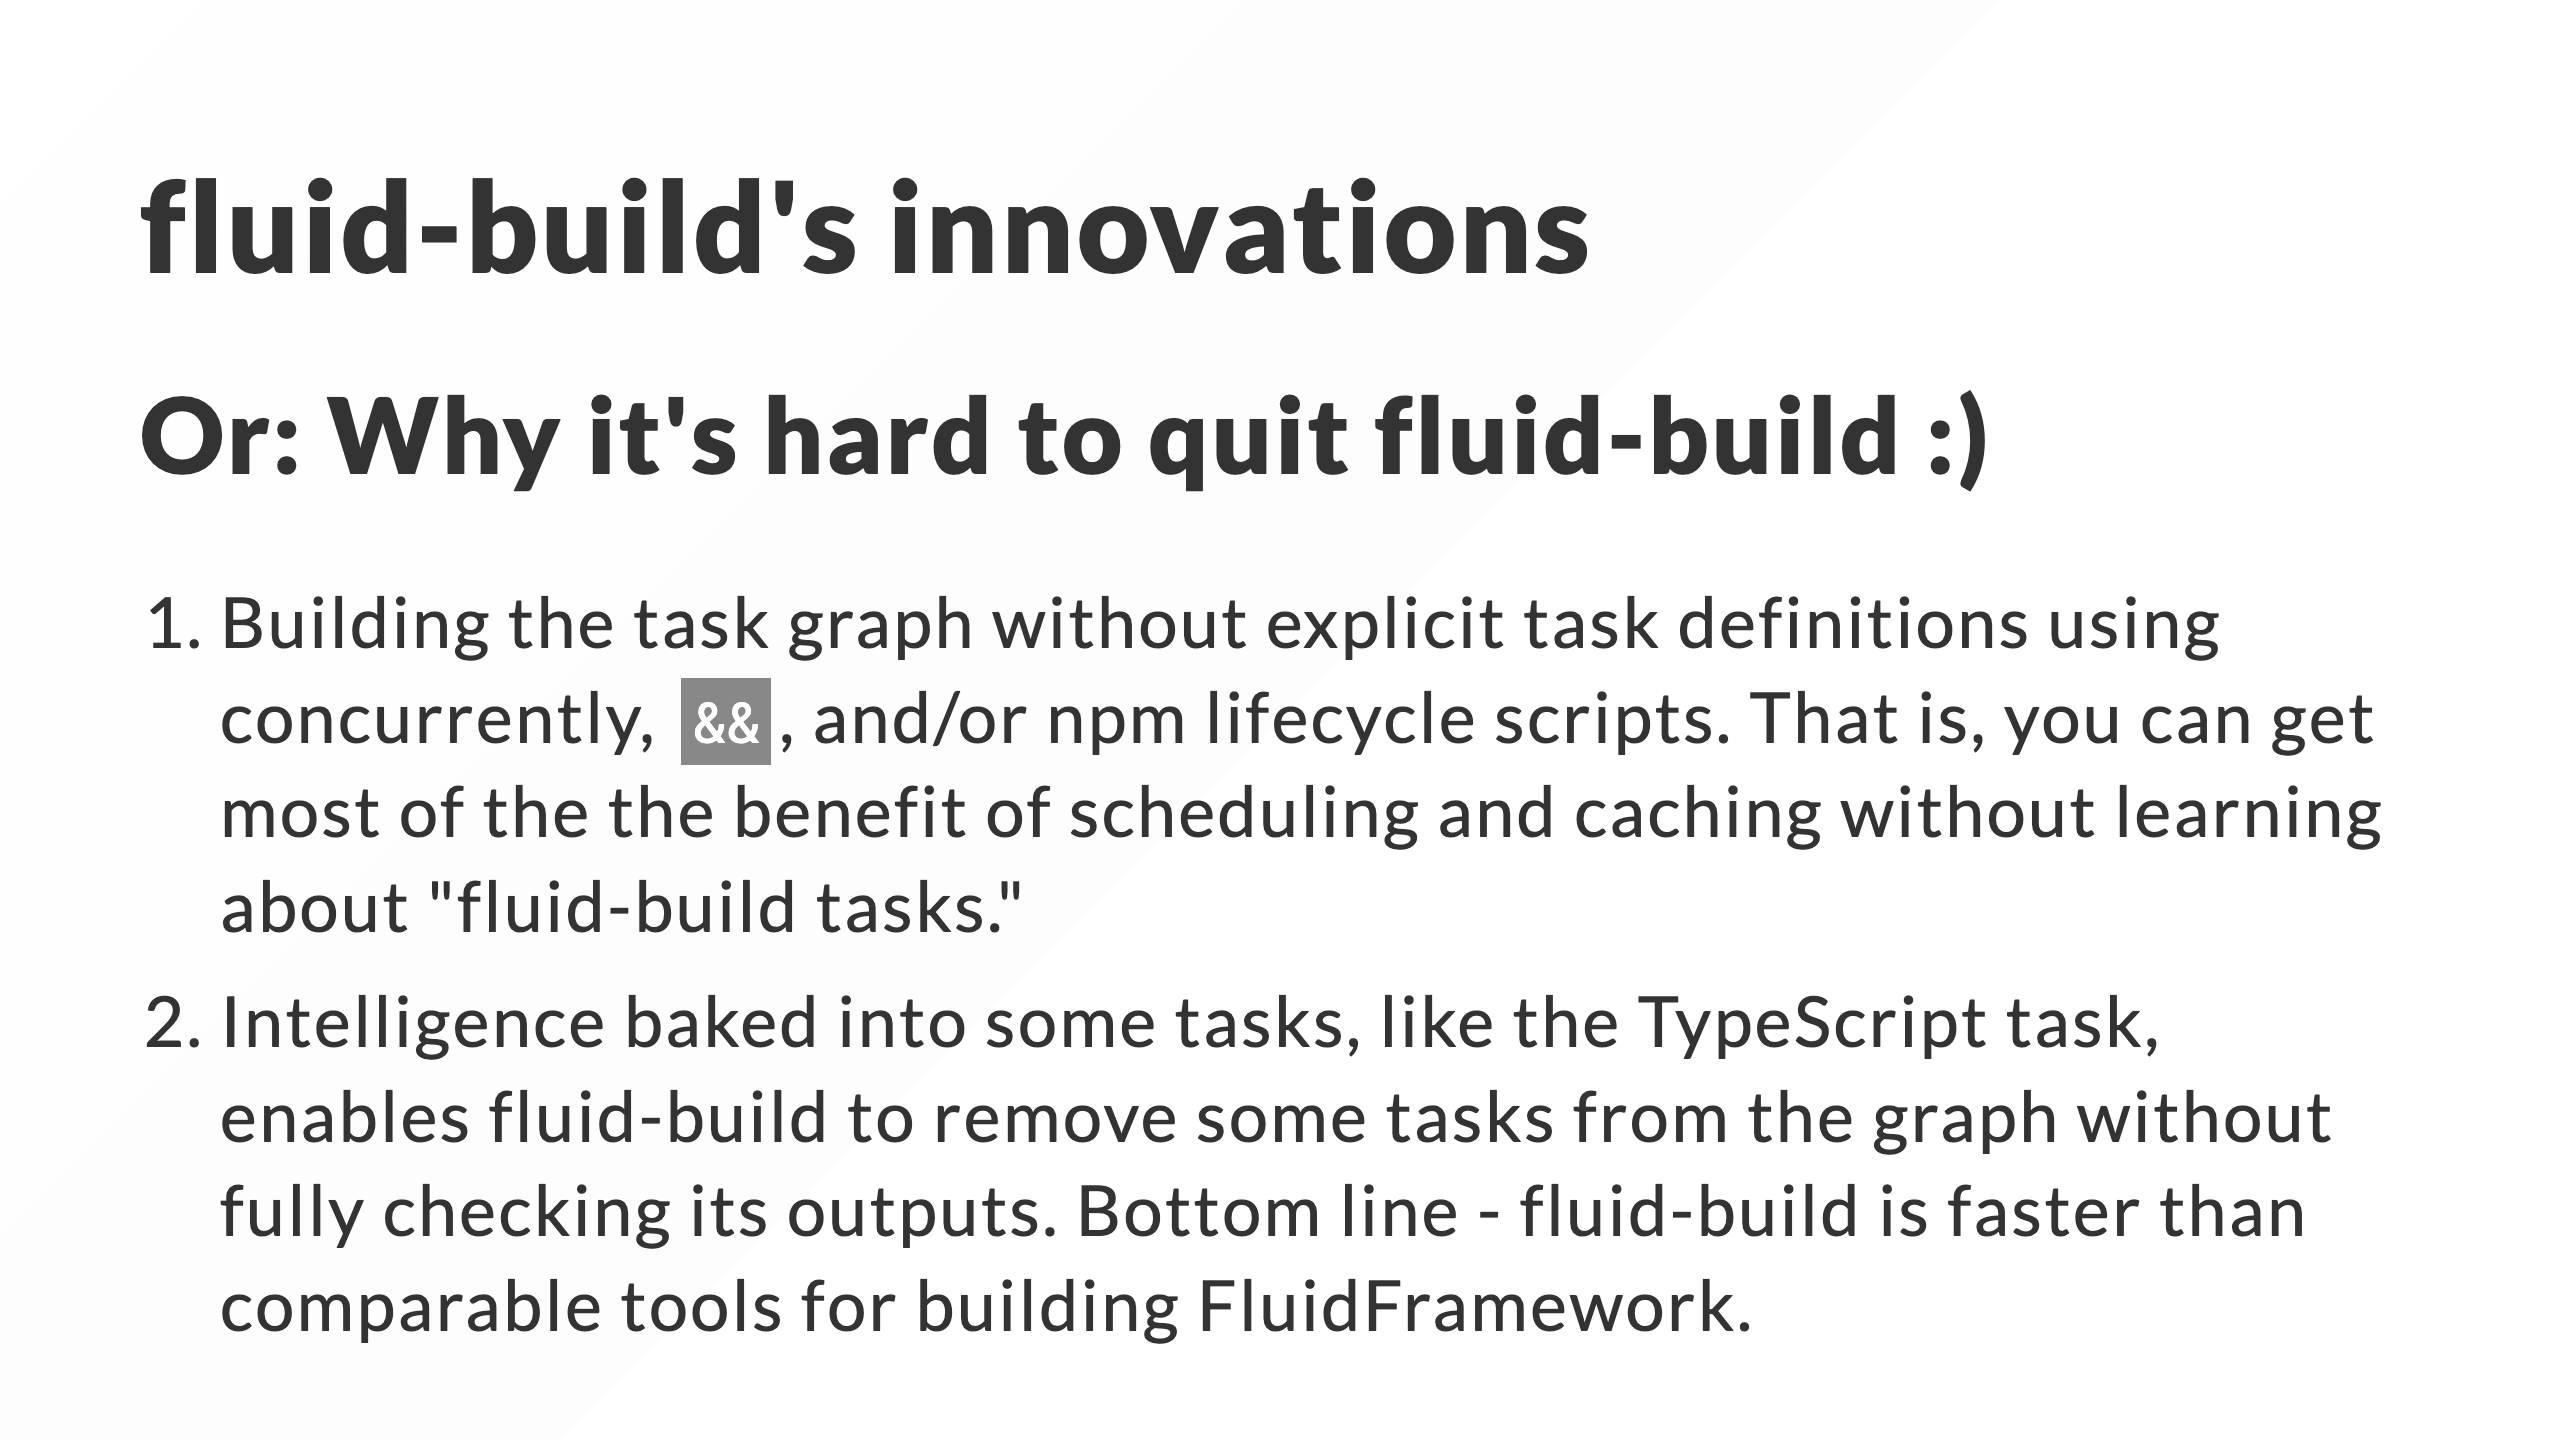 fluid-build's innovations
Or: Why it's hard to quit fluid-build :)
1. Building the task graph without explicit task definitions using
concurrently, &&, and/or npm lifecycle scripts. That is, you can get
most of the the benefit of scheduling and caching without learning
about "fluid-build tasks."
2. Intelligence baked into some tasks, like the TypeScript task,
enables fluid-build to remove some tasks from the graph without
fully checking its outputs. Bottom line - fluid-build is faster than
comparable tools for building FluidFramework.